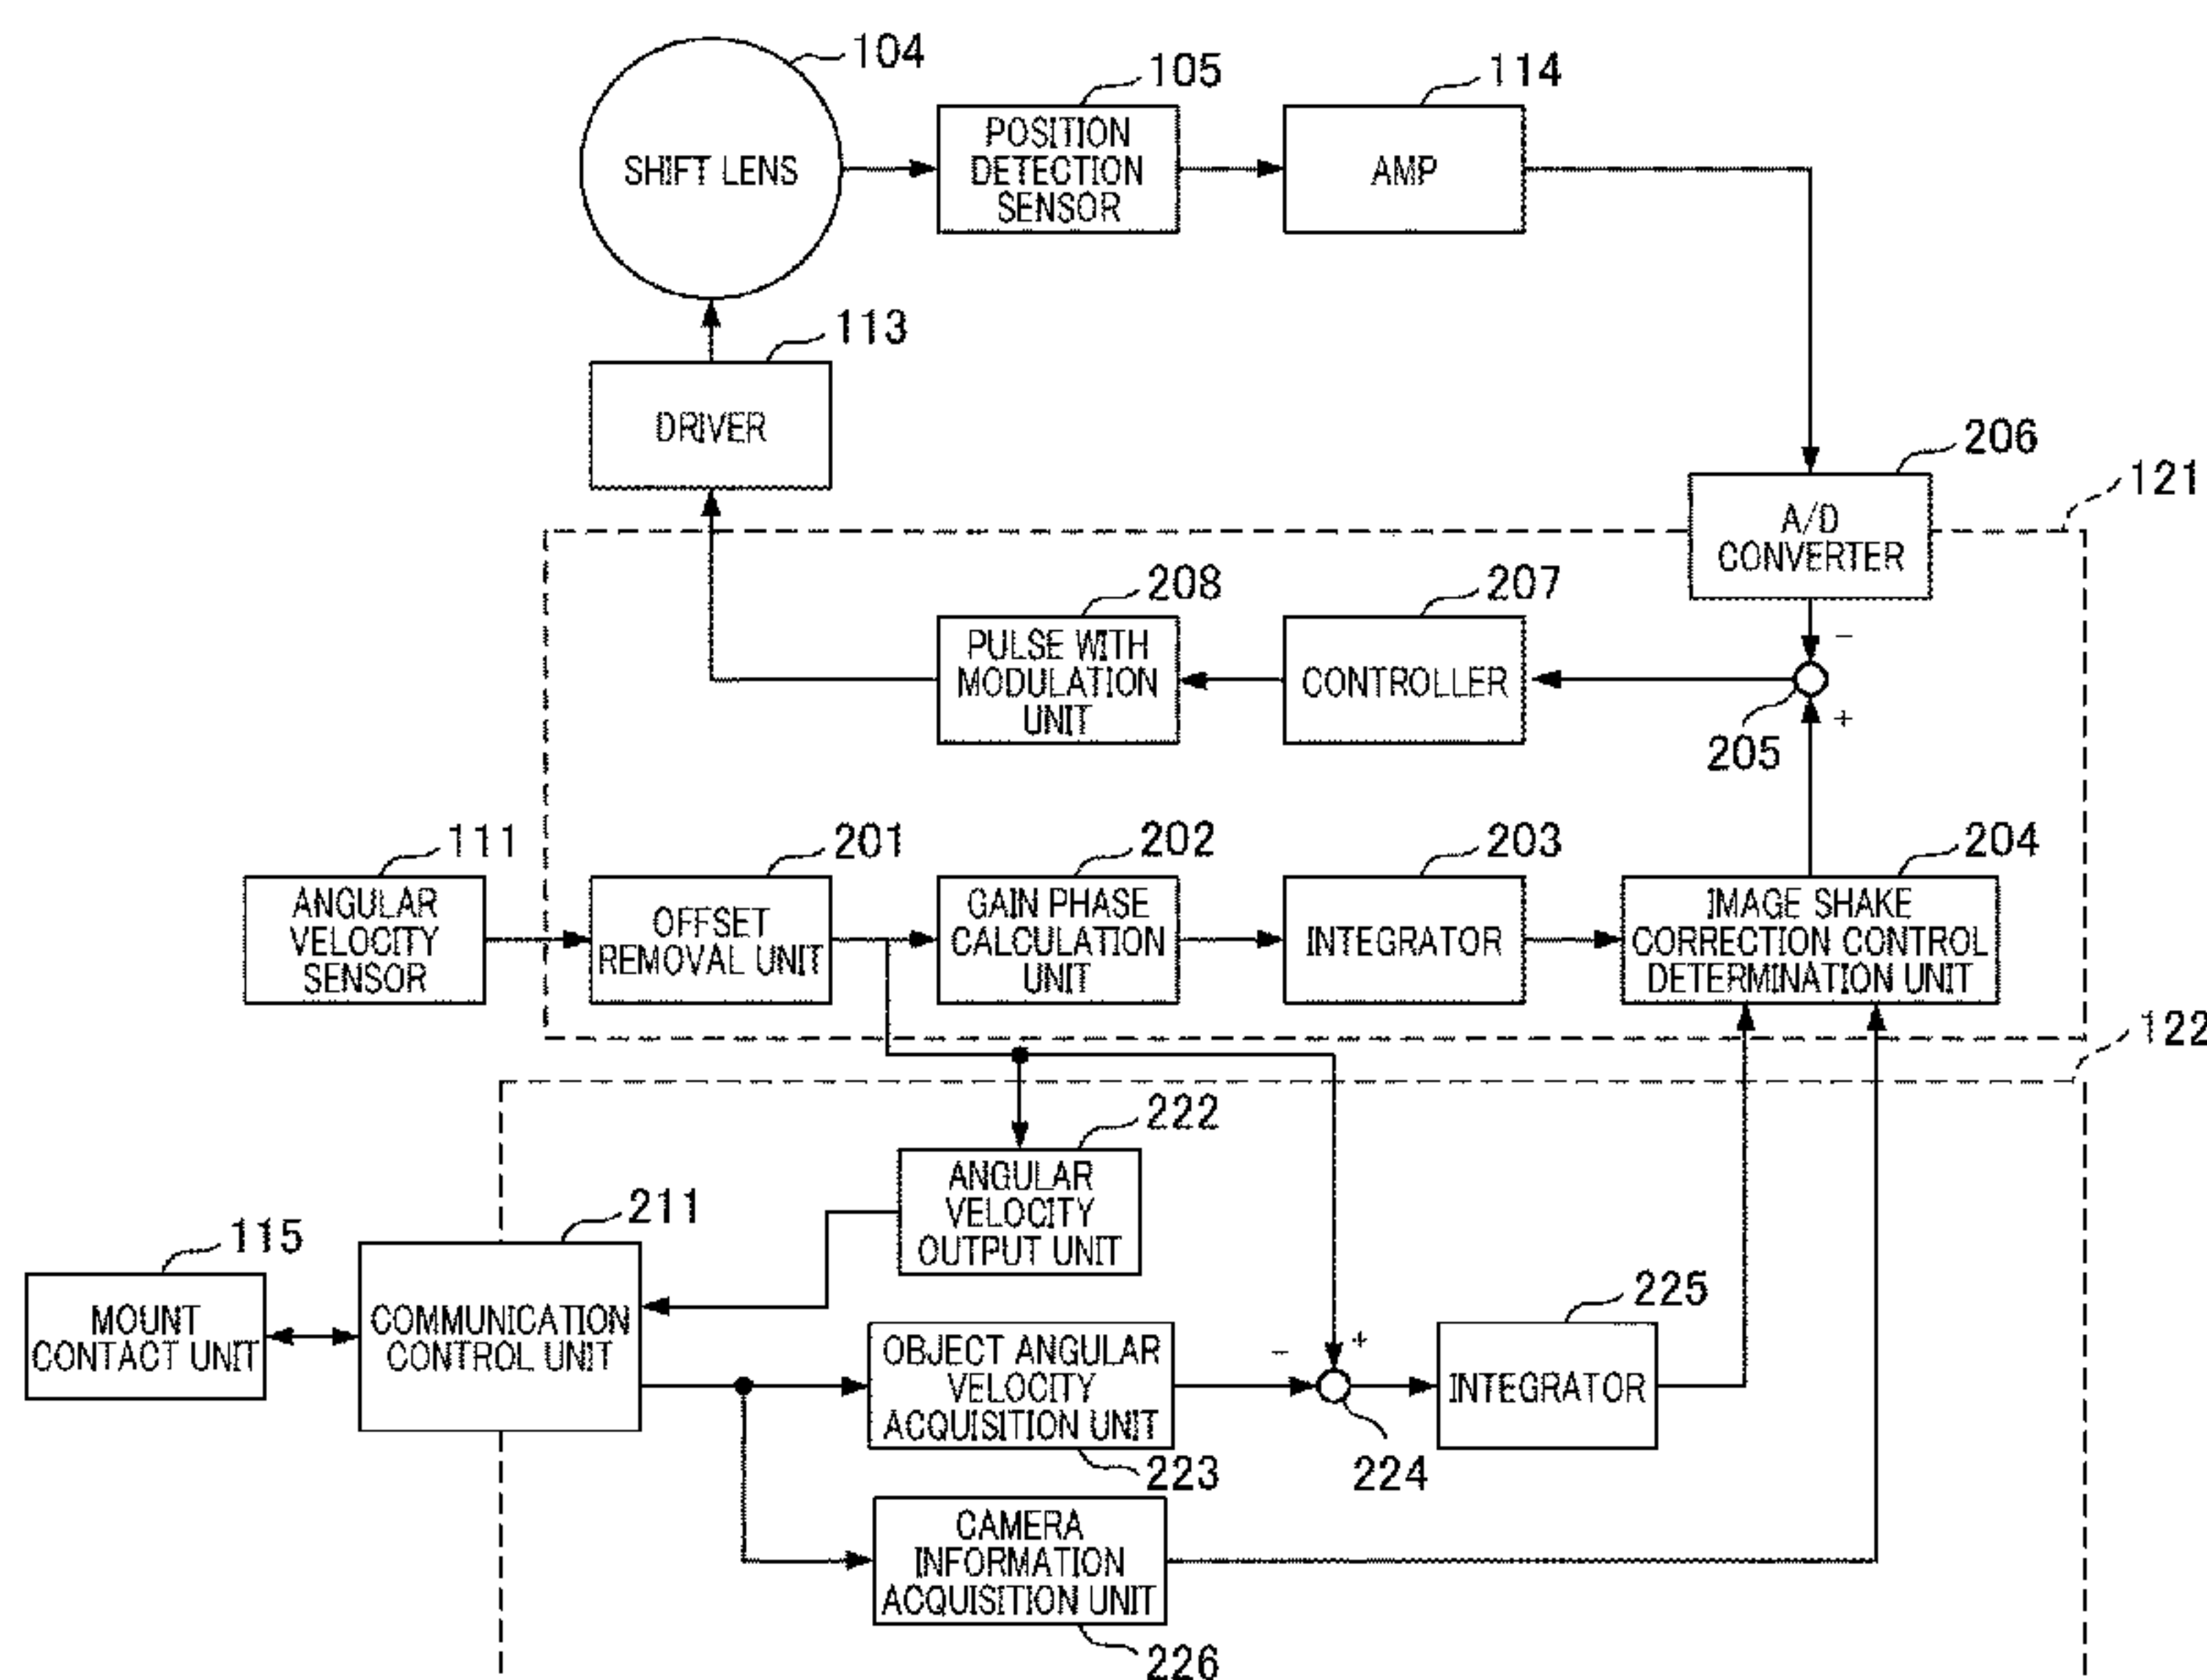 104
105
114
SHIFT LENS
POSITION
DETECTION
SENSOR
AMP
113
DRIVER
206
121
A/D
CONVERTER
208
207
PULSE WITH
MODULATION
UNIT
CONTROLLER
-
+
205
111
201
202
203
204
ANGULAR
VELOCITY
SENSOR
OFFSET
REMOVAL UNIT
GAIN PHASE
CALCULATION
UNIT
INTEGRATOR
IMAGE SHAKE
CORRECTION CONTROL
DETERMINATION UNIT
122
222
ANGULAR
VELOCITY
OUTPUT UNIT
115
211
MOUNT
CONTACT UNIT
COMMUNICATION
CONTROL UNIT
OBJECT ANGULAR
VELOCITY
ACQUISITION UNIT
223
-
+
224
225
INTEGRATOR
CAMERA
INFORMATION
ACQUISITION UNIT
226